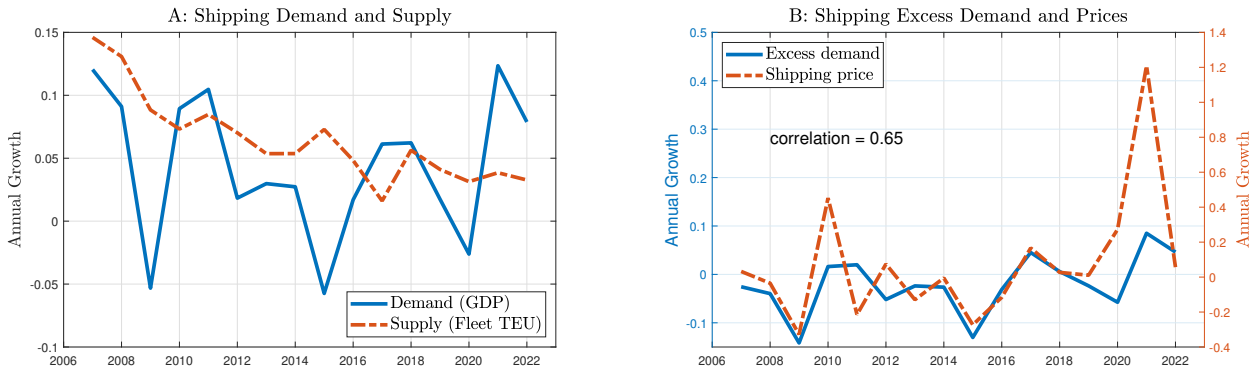 A: Shipping Demand and Supply
Annual Growth
0.15
0.1
0.05
0
-0.05
-0.1
2006 2008 2010 2012 2014 2016 2018 2020 2022
Demand (GDP)
Supply (Fleet TEU)
B: Shipping Excess Demand and Prices
Annual Growth
0.5
0.4
0.3
0.2
0.1
0
-0.1
Excess demand
Shipping price
correlation = 0.65
2006 2008 2010 2012 2014 2016 2018 2020 2022
1.4
1.2
1
0.8
0.6
0.4
0.2
0
-0.2
-0.4
Annual Growth